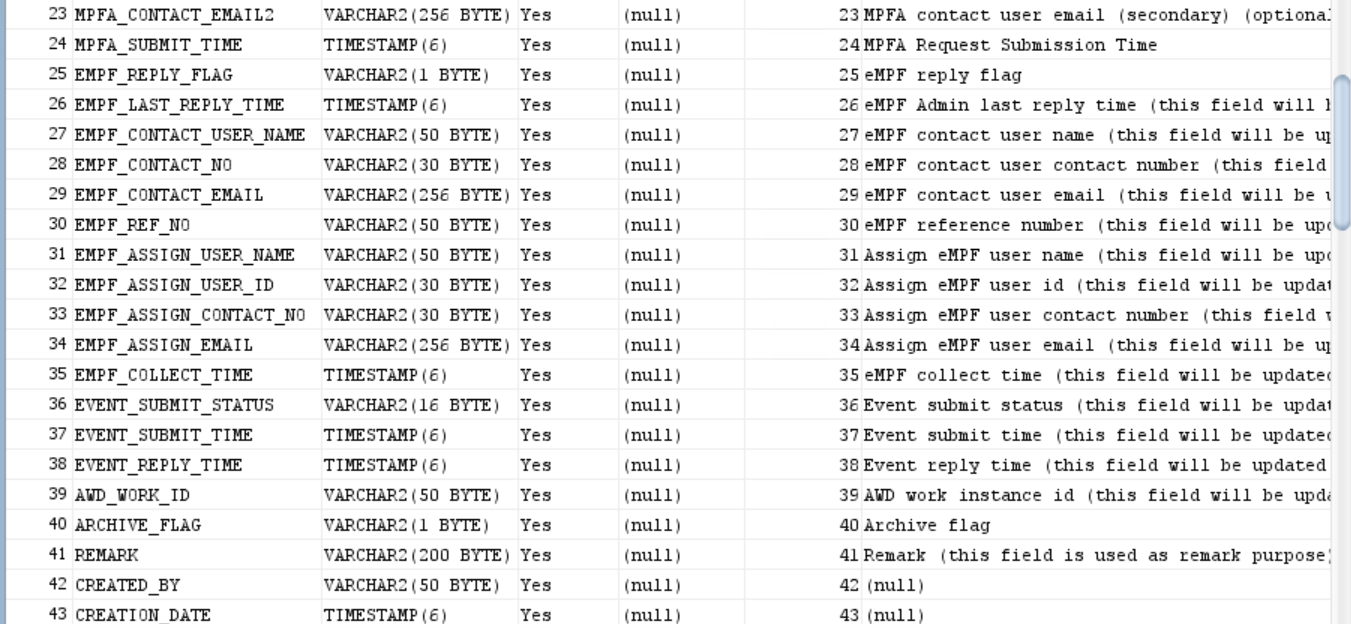 23 MPFA_CONTACT_EMAIL2 VARCHAR2(256 BYTE) Yes (null) 23 MPFA contact user email (secondary) (optional
24 MPFA_SUBMIT_TIME TIMESTAMP(6) Yes (null) 24 MPFA Request Submission Time
25 EMPF_REPLY_FLAG VARCHAR2(1 BYTE) Yes (null) 25 eMPF reply flag
26 EMPF_LAST_REPLY_TIME TIMESTAMP(6) Yes (null) 26 eMPF Admin last reply time (this field will
27 EMPF_CONTACT_USER_NAME VARCHAR2(50 BYTE) Yes (null) 27 eMPF contact user name (this field will be up
28 EMPF_CONTACT_NO VARCHAR2(30 BYTE) Yes (null) 28 eMPF contact user contact number (this field
29 EMPF_CONTACT_EMAIL VARCHAR2(256 BYTE) Yes (null) 29 eMPF contact user email (this field will be u
30 EMPF_REF_NO VARCHAR2(50 BYTE) Yes (null) 30 eMPF reference number (this field will be upd
31 EMPF_ASSIGN_USER_NAME VARCHAR2(50 BYTE) Yes (null) 31 Assign eMPF user name (this field will be upd
32 EMPF_ASSIGN_USER_ID VARCHAR2(30 BYTE) Yes (null) 32 Assign eMPF user id (this field will be updat
33 EMPF_ASSIGN_CONTACT_NO VARCHAR2(30 BYTE) Yes (null) 33 Assign eMPF user contact number (this field w
34 EMPF_ASSIGN_EMAIL VARCHAR2(256 BYTE) Yes (null) 34 Assign eMPF user email (this field will be up
35 EMPF_COLLECT_TIME TIMESTAMP(6) Yes (null) 35 eMPF collect time (this field will be updated
36 EVENT_SUBMIT_STATUS VARCHAR2(16 BYTE) Yes (null) 36 Event submit status (this field will be updat
37 EVENT_SUBMIT_TIME TIMESTAMP(6) Yes (null) 37 Event submit time (this field will be updated
38 EVENT_REPLY_TIME TIMESTAMP(6) Yes (null) 38 Event reply time (this field will be updated
39 AWD_WORK_ID VARCHAR2(50 BYTE) Yes (null) 39 AWD work instance id (this field will be upda
40 ARCHIVE_FLAG VARCHAR2(1 BYTE) Yes (null) 40 Archive flag
41 REMARK VARCHAR2(200 BYTE) Yes (null) 41 Remark (this field is used as remark purpose)
42 CREATED_BY VARCHAR2(50 BYTE) Yes (null) 42 (null)
43 CREATION_DATE TIMESTAMP(6) Yes (null) 43 (null)